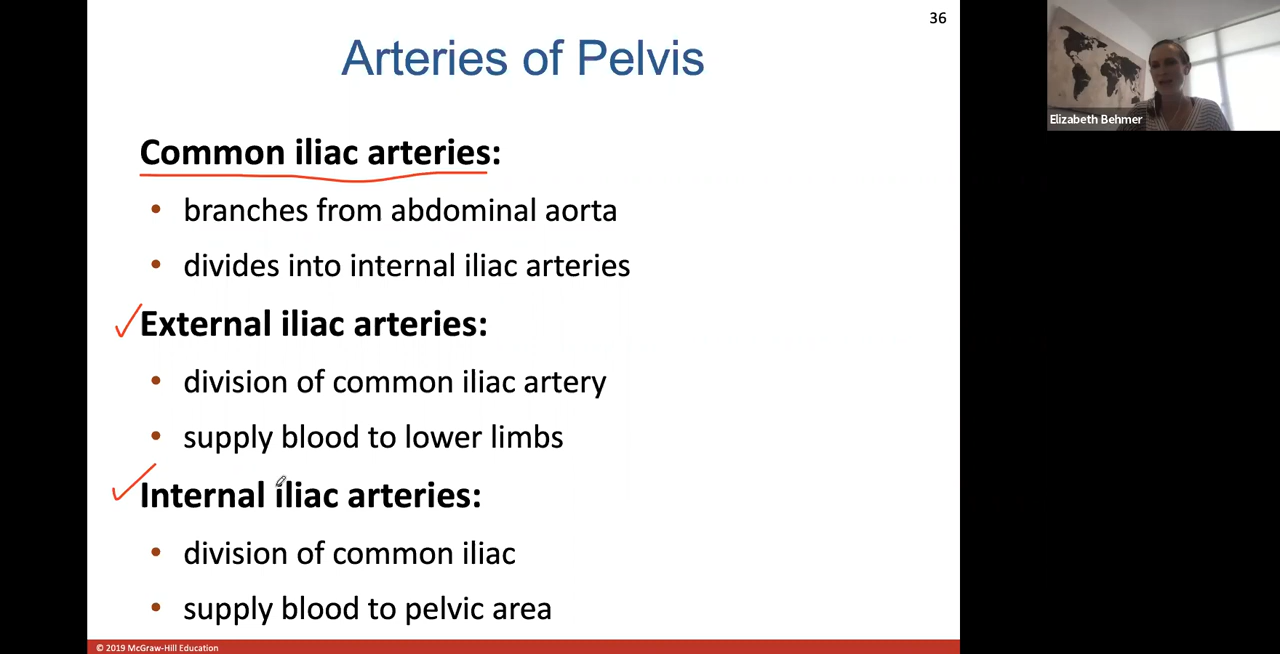 36
Arteries of Pelvis
Elizabeth Behmer
Common iliac arteries:
• branches from abdominal aorta
• divides into internal iliac arteries
External iliac arteries:
• division of common iliac artery
• supply blood to lower limbs
Internal iliac arteries:
• division of common iliac
• supply blood to pelvic area
© 2019 McGraw-Hill Education